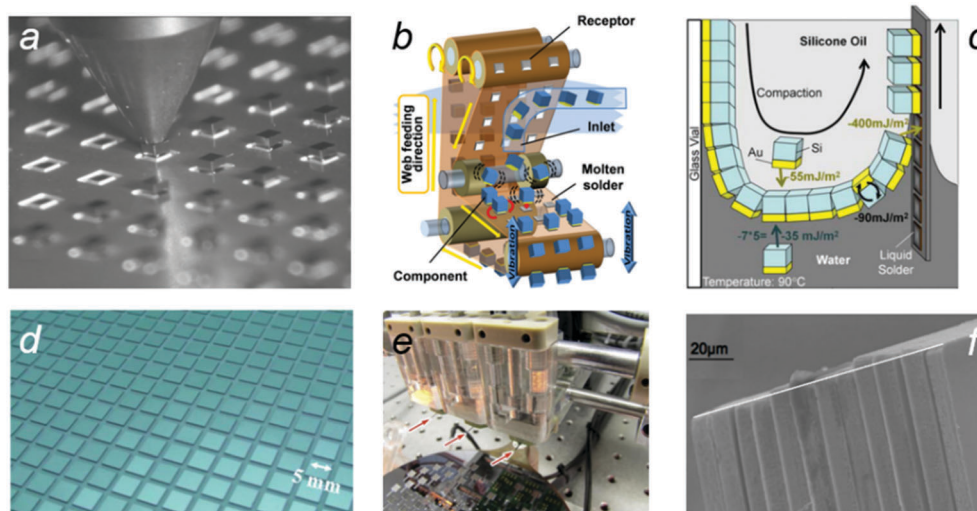 a
b
Receptor
Web feeding
direction
Inlet
Molten
solder
Component
Vibration
Vibration
Silicone Oil
Compaction
-400mJ/m²
Au
Si
-55mJ/m²
-90mJ/m²
-7*5= -35 mJ/m²
Water
Liquid
Solder
Glass Vial
Temperature: 90°C
d
5 mm
e
f
20µm